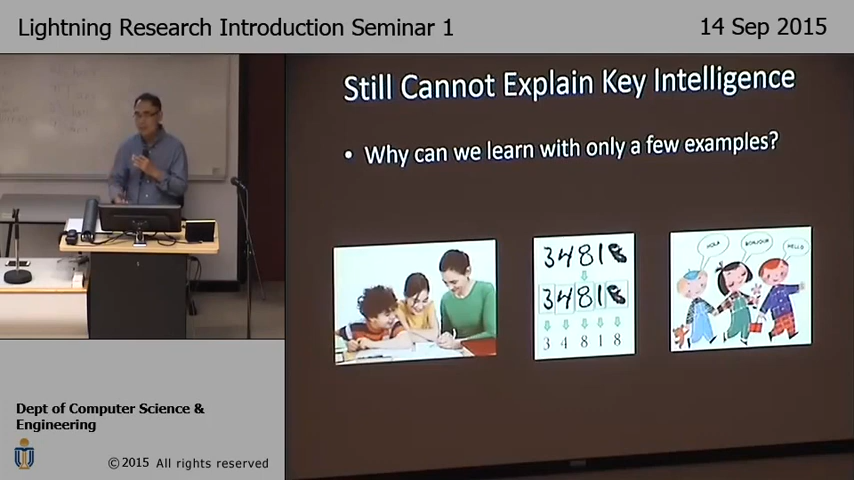 Lightning Research Introduction Seminar 1
14 Sep 2015
Still Cannot Explain Key Intelligence
• Why can we learn with only a few examples?
34818
34818
3 4 8 1 8
HOLA
BONJOUR
HELLO
Dept of Computer Science &
Engineering
©2015 All rights reserved